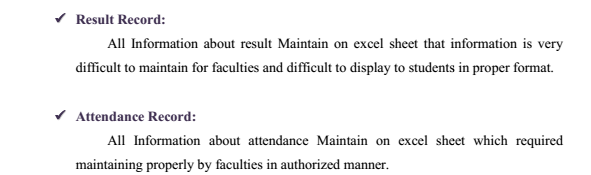 ✓ Result Record:
All Information about result Maintain on excel sheet that information is very
difficult to maintain for faculties and difficult to display to students in proper format.
✓ Attendance Record:
All Information about attendance Maintain on excel sheet which required
maintaining properly by faculties in authorized manner.